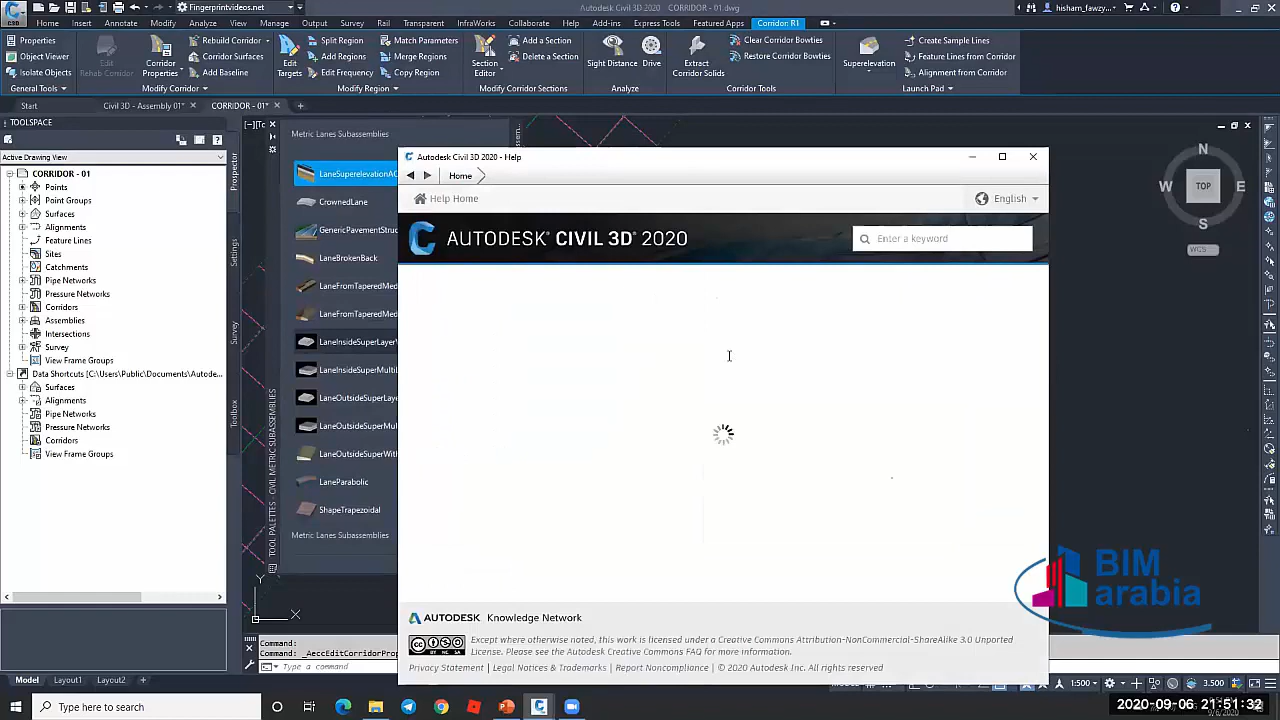 Fingerprintvideos.net
Autodesk Civil 3D 2020 CORRIDOR - 01.dwg
hisham_fawzy...
Home Insert Annotate Modify Analyze View Manage Output Survey Rail Transparent InfraWorks Collaborate Help Add-ins Express Tools Featured Apps Corridor: R1
Properties
Object Viewer
Isolate Objects
General Tools
Edit
Rehab Corridor
Corridor
Properties
Rebuild Corridor
Corridor Surfaces
Add Baseline
Modify Corridor
Edit
Targets
Split Region
Add Regions
Edit Frequency
Match Parameters
Merge Regions
Copy Region
Modify Region
Section
Editor
Add a Section
Delete a Section
Modify Corridor Sections
Sight Distance
Drive
Analyze
Extract
Corridor Solids
Clear Corridor Bowties
Restore Corridor Bowties
Corridor Tools
Superelevation
Create Sample Lines
Feature Lines from Corridor
Alignment from Corridor
Launch Pad
Start
Civil 3D - Assembly 01*
CORRIDOR - 01*
TOOLSPACE
Active Drawing View
CORRIDOR - 01
Points
Point Groups
Surfaces
Alignments
Feature Lines
Sites
Catchments
Pipe Networks
Pressure Networks
Corridors
Assemblies
Intersections
Survey
View Frame Groups
Data Shortcuts [C:\Users\Public\Documents\Autode...
Surfaces
Alignments
Pipe Networks
Pressure Networks
Corridors
View Frame Groups
Prospector
Settings
Survey
Toolbox
Metric Lanes Subassemblies
LaneSuperelevationAO
CrownedLane
GenericPavementStruc
LaneBrokenBack
LaneFromTaperedMed
LaneFromTaperedMed
LaneInsideSuperLayerV
LaneInsideSuperMultiL
LaneOutsideSuperLaye
LaneOutsideSuperMul
LaneOutsideSuperWit
LaneParabolic
ShapeTrapezoidal
Metric Lanes Subassemblies
TOOL PALETTES - CIVIL METRIC SUBASSEMBLIES
Autodesk Civil 3D 2020 - Help
Home
Help Home
English
AUTODESK® CIVIL 3D® 2020
Enter a keyword
AUTODESK Knowledge Network
Except where otherwise noted, this work is licensed under a Creative Commons Attribution-NonCommercial-ShareAlike 3.0 Unported
License. Please see the Autodesk Creative Commons FAQ for more information.
Privacy Statement | Legal Notices & Trademarks | Report Noncompliance | © 2020 Autodesk Inc. All rights reserved
N
W TOP E
S
WCS
BIM
arabia
Y
X
Command:
Command: _AeccEditCorridorProp
Type a command
Model Layout1 Layout2
1:500
3.500
Type here to search
2020-09-06 21:51:32